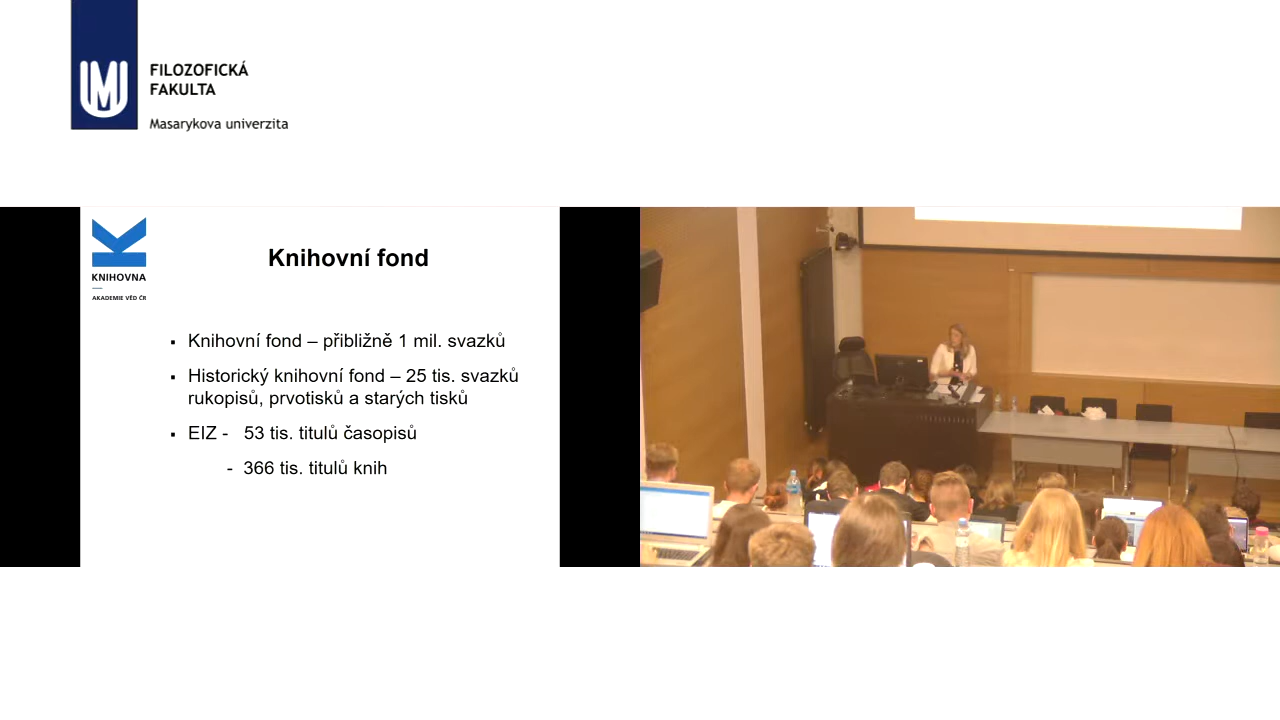 FILOZOFICKÁ
FAKULTA
Masarykova univerzita
KNIHOVNA
AKADEMIE VĚD ČR
Knihovní fond
▪ Knihovní fond – přibližně 1 mil. svazků
▪ Historický knihovní fond – 25 tis. svazků
rukopisů, prvotisků a starých tisků
▪ EIZ - 53 tis. titulů časopisů
- 366 tis. titulů knih